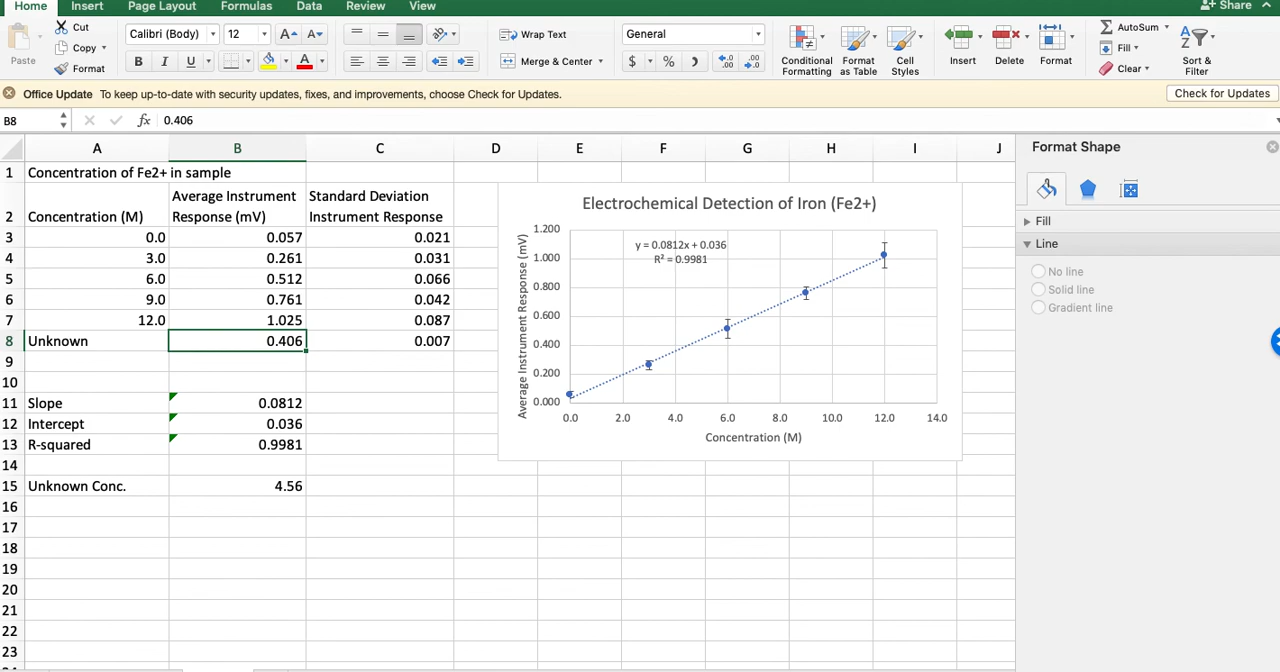 Home Insert Page Layout Formulas Data Review View Share
Cut Calibri (Body) 12 A A Wrap Text General AutoSum
Copy Fill
Paste Format B I U A Merge & Center $ % Conditional Formatting Format as Table Cell Styles Insert Delete Format Clear Sort & Filter
Office Update To keep up-to-date with security updates, fixes, and improvements, choose Check for Updates. Check for Updates
B8 fx 0.406
A B C D E F G H I J
1 Concentration of Fe2+ in sample
2 Concentration (M) Average Instrument Response (mV) Standard Deviation Instrument Response
3 0.0 0.057 0.021
4 3.0 0.261 0.031
5 6.0 0.512 0.066
6 9.0 0.761 0.042
7 12.0 1.025 0.087
8 Unknown 0.406 0.007
9
10
11 Slope 0.0812
12 Intercept 0.036
13 R-squared 0.9981
14
15 Unknown Conc. 4.56
16
17
18
19
20
21
22
23
Electrochemical Detection of Iron (Fe2+)
y = 0.0812x + 0.036
R² = 0.9981
Average Instrument Response (mV)
1.200
1.000
0.800
0.600
0.400
0.200
0.000
0.0 2.0 4.0 6.0 8.0 10.0 12.0 14.0
Concentration (M)
Format Shape
Fill
Line
No line
Solid line
Gradient line